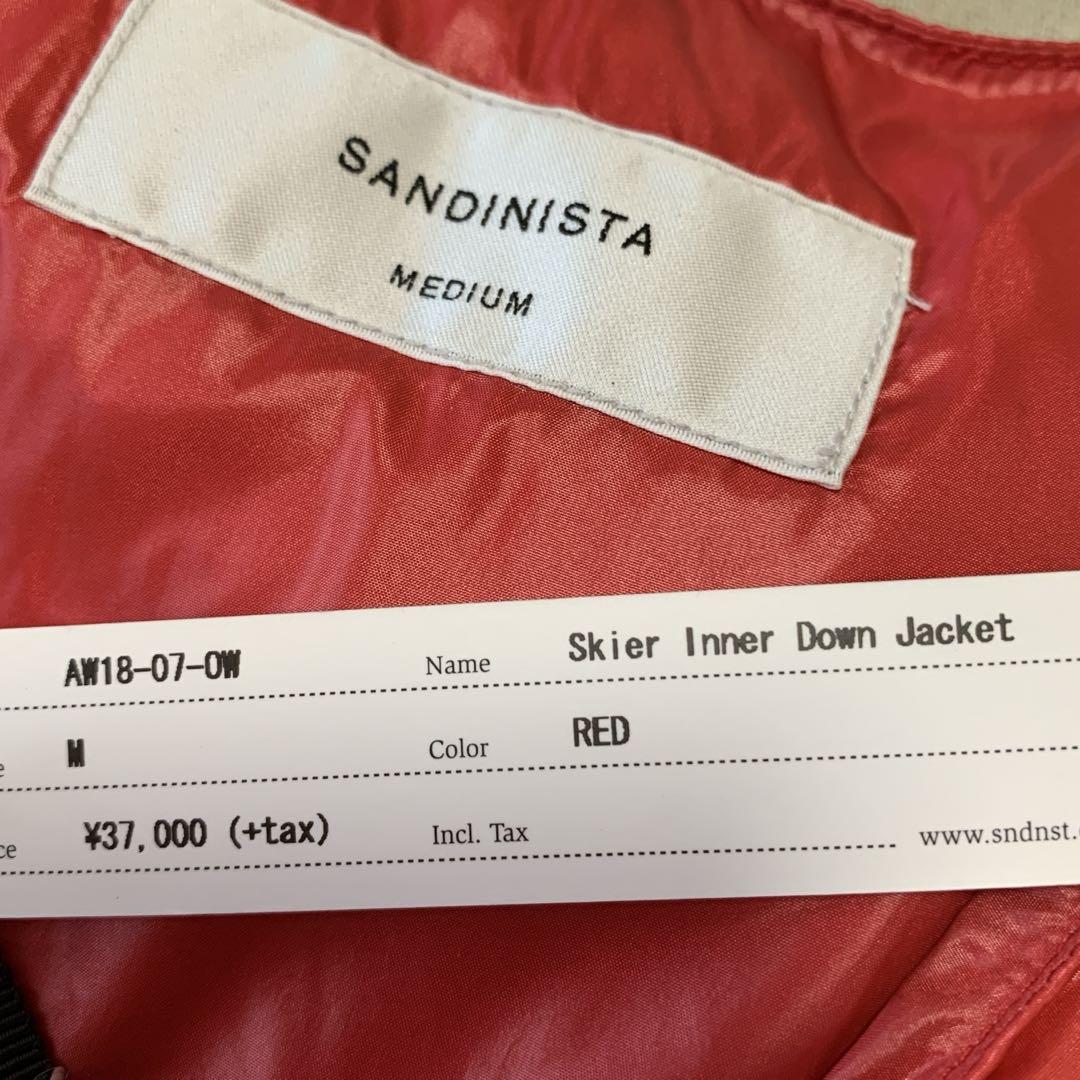 SANDINISTA
MEDIUM
AW18-07-OW Name Skier Inner Down Jacket
M Color RED
¥37,000 (+tax) Incl. Tax www.sndnst.